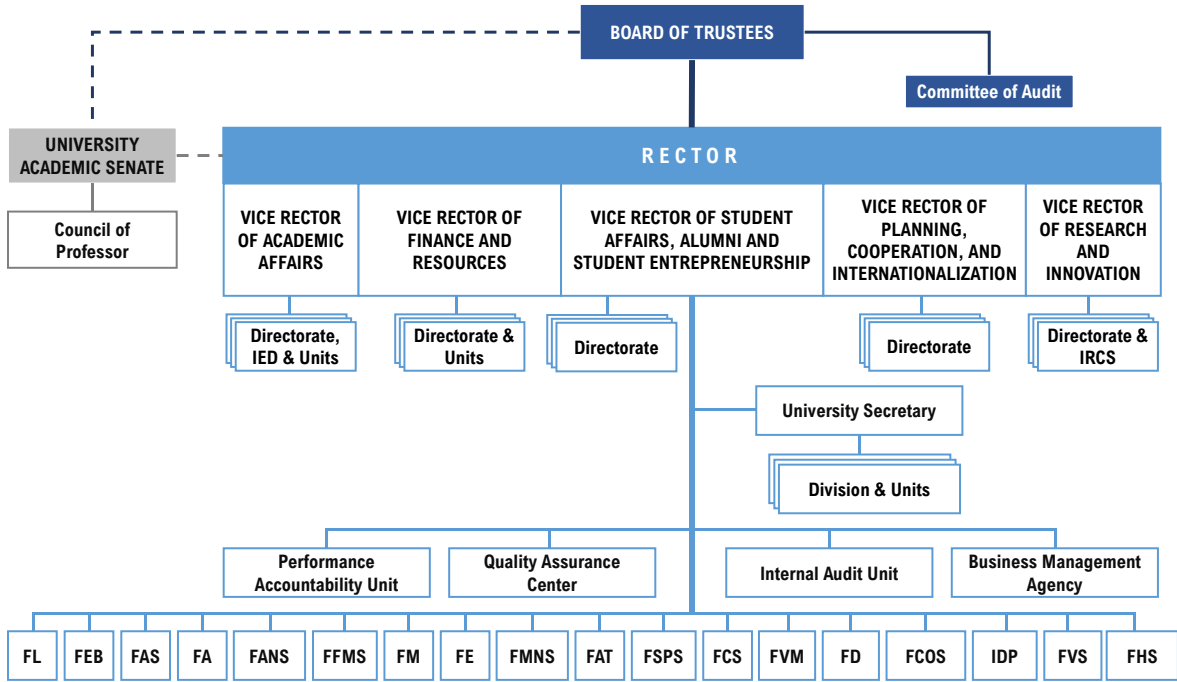 BOARD OF TRUSTEES
Committee of Audit
UNIVERSITY
ACADEMIC SENATE
RECTOR
Council of
Professor
VICE RECTOR
OF ACADEMIC
AFFAIRS
VICE RECTOR OF
FINANCE AND
RESOURCES
VICE RECTOR OF STUDENT
AFFAIRS, ALUMNI AND
STUDENT ENTREPRENEURSHIP
VICE RECTOR OF
PLANNING,
COOPERATION, AND
INTERNATIONALIZATION
VICE RECTOR
OF RESEARCH
AND
INNOVATION
Directorate,
IED & Units
Directorate &
Units
Directorate
Directorate
Directorate &
IRCS
University Secretary
Division & Units
Performance
Accountability Unit
Quality Assurance
Center
Internal Audit Unit
Business Management
Agency
FL
FEB
FAS
FA
FANS
FFMS
FM
FE
FMNS
FAT
FSPS
FCS
FVM
FD
FCOS
IDP
FVS
FHS